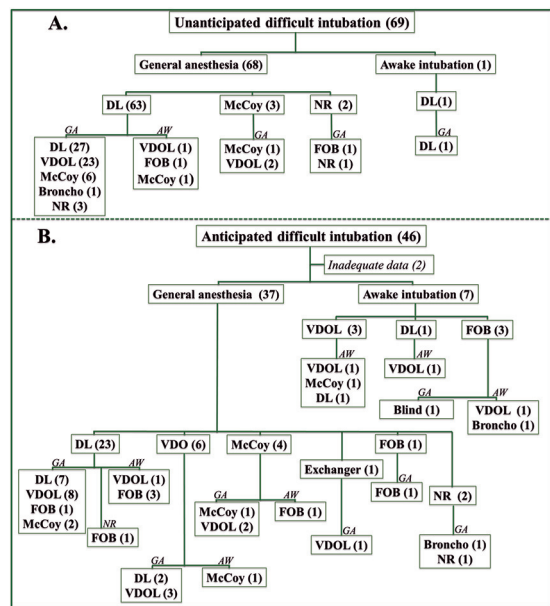 A.
Unanticipated difficult intubation (69)
General anesthesia (68)
Awake intubation (1)
DL (63)
McCoy (3)
NR (2)
DL(1)
GA
AW
GA
GA
GA
DL (27)
VDOL (23)
McCoy (6)
Broncho (1)
NR (3)
VDOL (1)
FOB (1)
McCoy (1)
McCoy (1)
VDOL (2)
FOB (1)
NR (1)
DL (1)
B.
Anticipated difficult intubation (46)
Inadequate data (2)
General anesthesia (37)
Awake intubation (7)
VDOL (3)
DL(1)
FOB (3)
AW
AW
VDOL (1)
McCoy (1)
DL (1)
VDOL (1)
GA
AW
Blind (1)
VDOL (1)
Broncho (1)
DL (23)
VDO (6)
McCoy (4)
Exchanger (1)
FOB (1)
NR (2)
GA
AW
DL (7)
VDOL (8)
FOB (1)
McCoy (2)
VDOL (1)
FOB (3)
NR
FOB (1)
GA
AW
DL (2)
VDOL (3)
McCoy (1)
GA
AW
McCoy (1)
VDOL (2)
FOB (1)
GA
VDOL (1)
GA
FOB (1)
GA
Broncho (1)
NR (1)